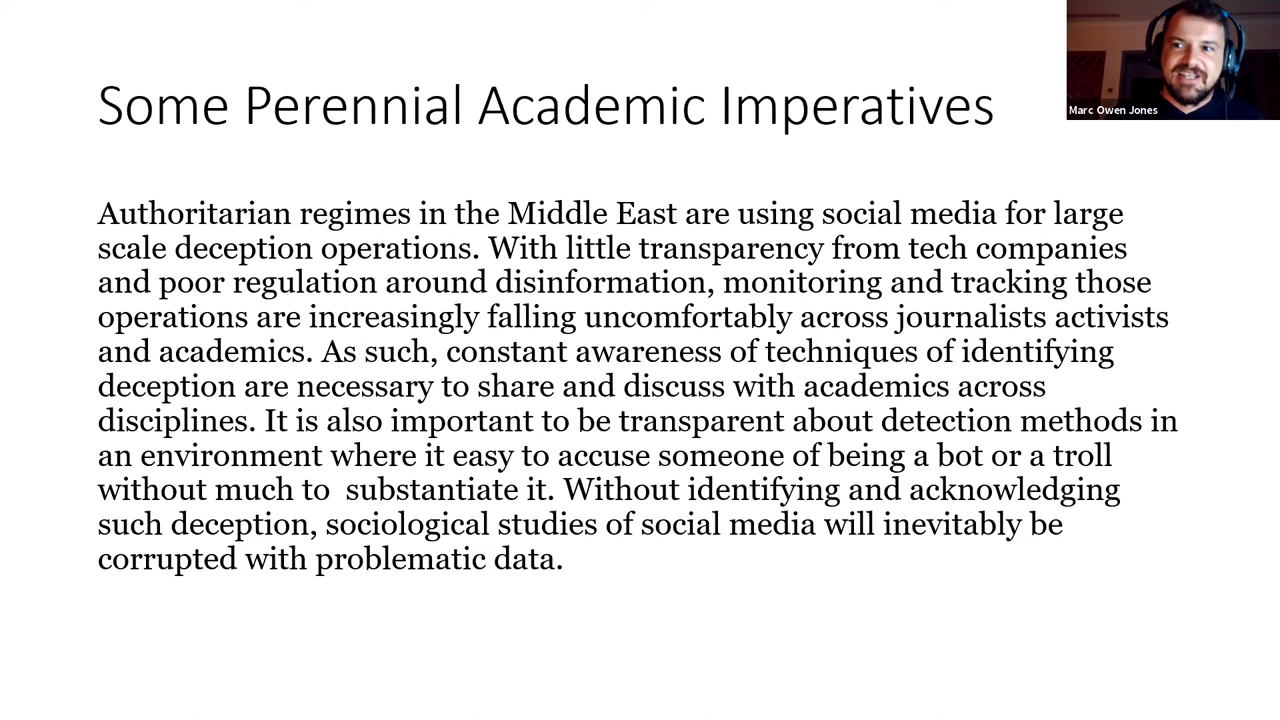 Some Perennial Academic Imperatives
Marc Owen Jones
Authoritarian regimes in the Middle East are using social media for large
scale deception operations. With little transparency from tech companies
and poor regulation around disinformation, monitoring and tracking those
operations are increasingly falling uncomfortably across journalists activists
and academics. As such, constant awareness of techniques of identifying
deception are necessary to share and discuss with academics across
disciplines. It is also important to be transparent about detection methods in
an environment where it easy to accuse someone of being a bot or a troll
without much to  substantiate it. Without identifying and acknowledging
such deception, sociological studies of social media will inevitably be
corrupted with problematic data.